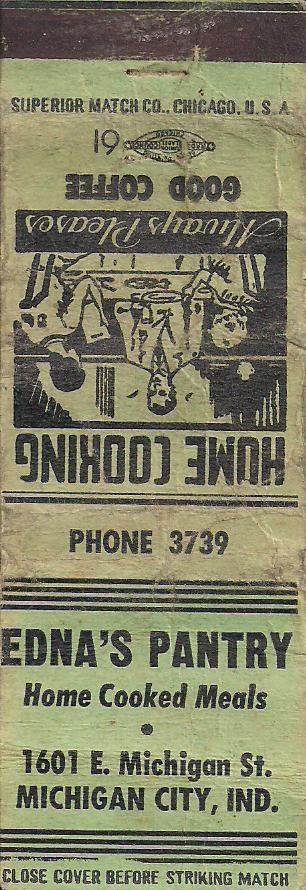 SUPERIOR MATCH CO., CHICAGO, U.S.A
19
GOOD COFFEE
Always Pleases
HOME COOKING
PHONE 3739
EDNA'S PANTRY
Home Cooked Meals
•
1601 E. Michigan St.
MICHIGAN CITY, IND.
CLOSE COVER BEFORE STRIKING MATCH